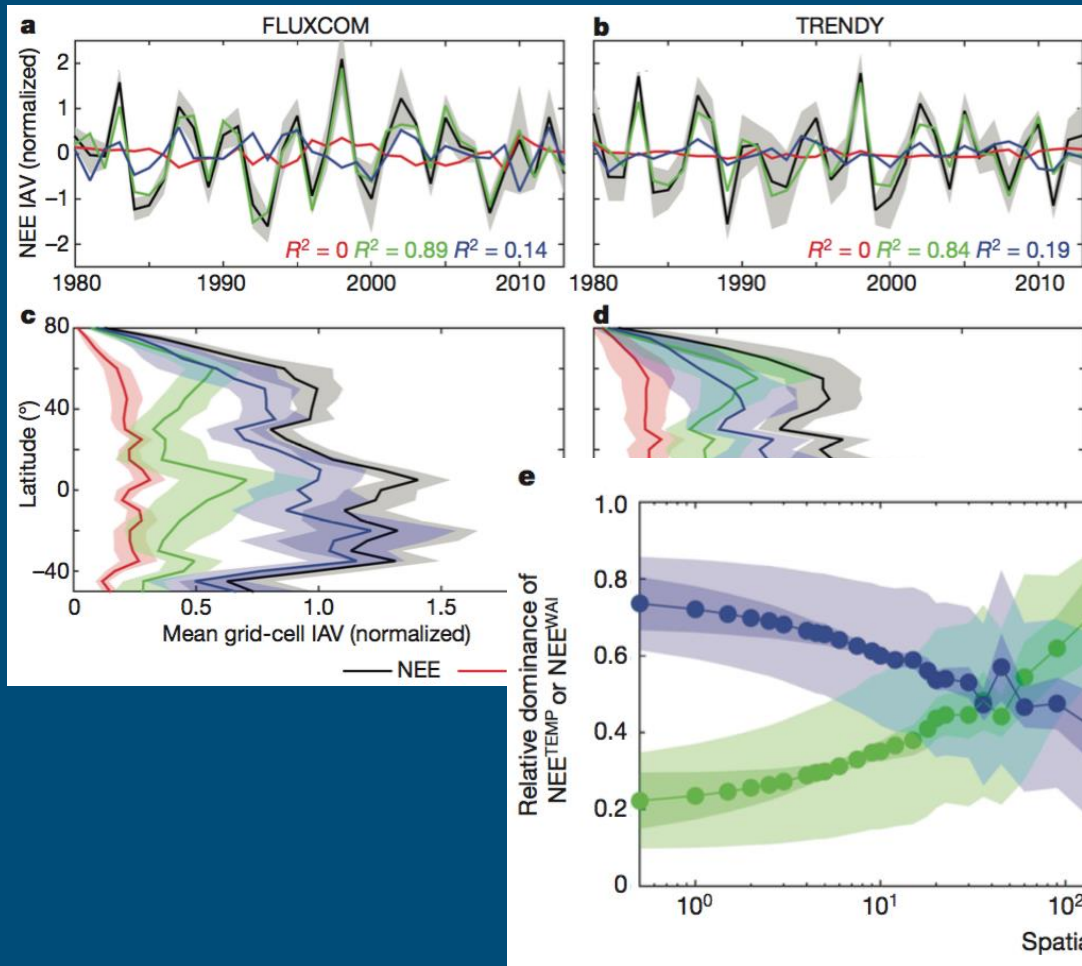 a FLUXCOM
b TRENDY
NEE IAV (normalized)
2
1
0
−1
−2
R² = 0 R² = 0.89 R² = 0.14
R² = 0 R² = 0.84 R² = 0.19
1980 1990 2000 2010
1980 1990 2000 2010
c
d
Latitude (°)
80
40
0
−40
0 0.5 1.0 1.5
Mean grid-cell IAV (normalized)
NEE
e
Relative dominance of
NEE^TEMP or NEE^WAI
1.0
0.8
0.6
0.4
0.2
0
10⁰ 10¹ 10²
Spatia